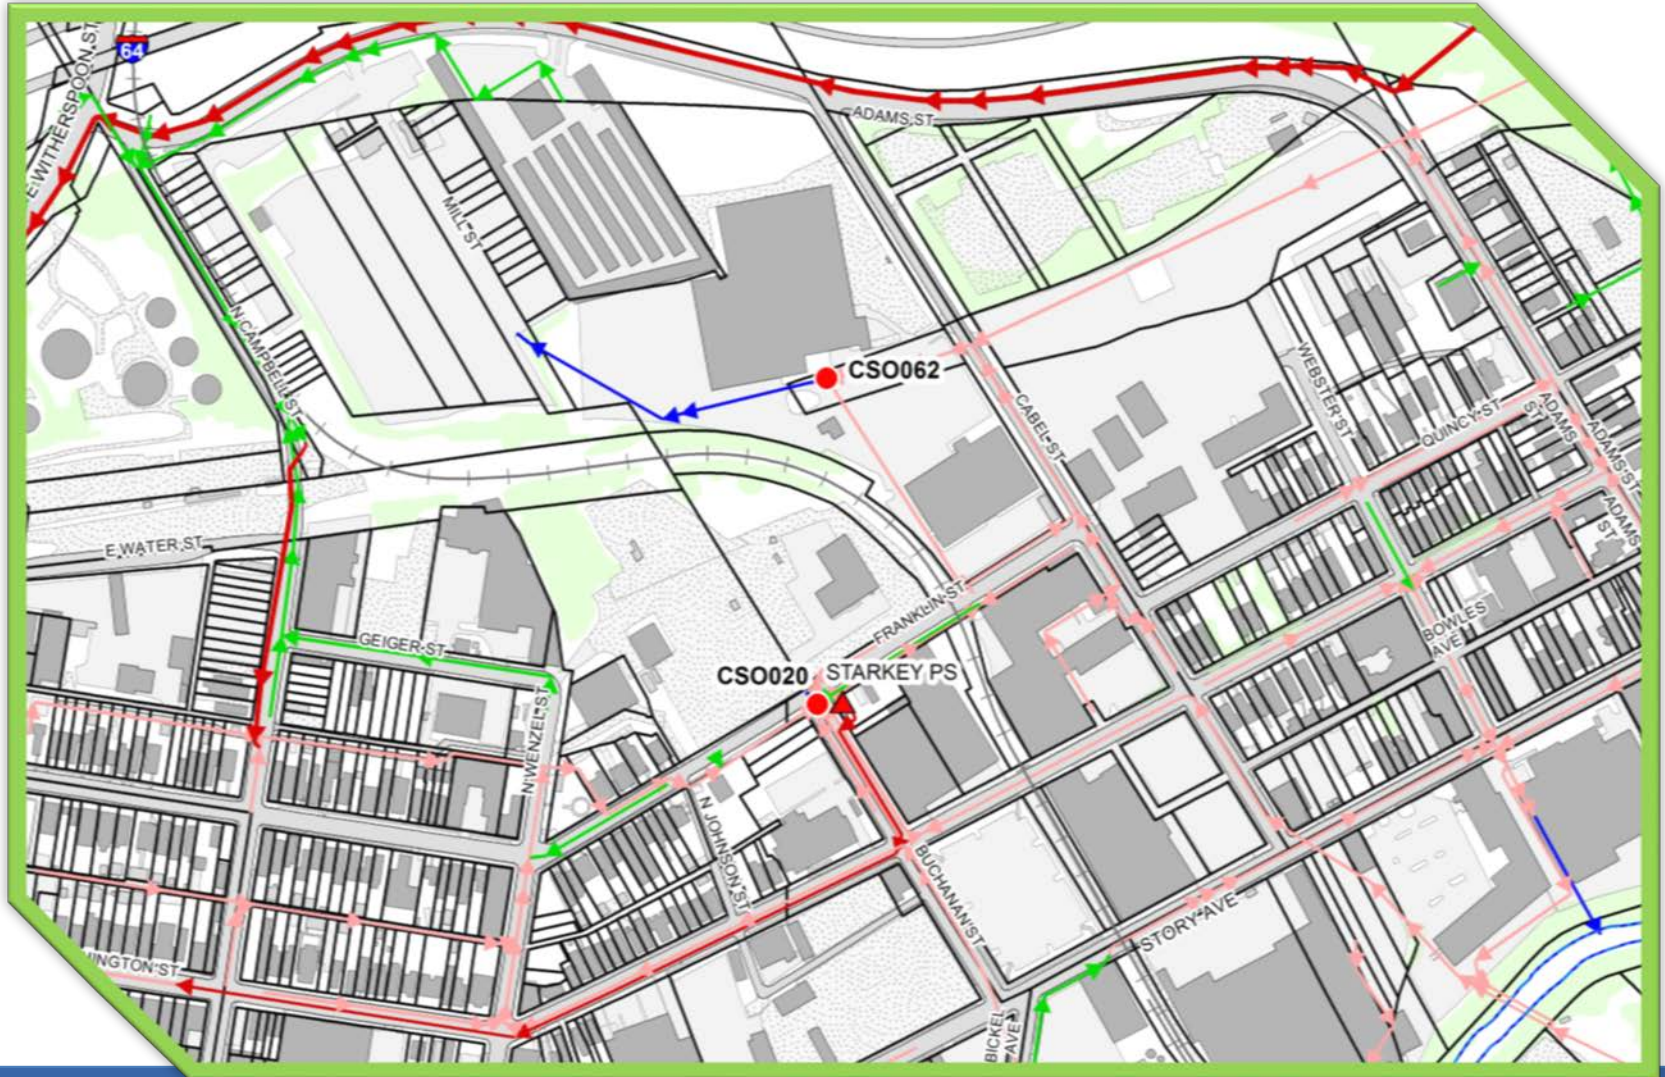 64
E WITHERSPOON ST
ADAMS ST
MILL ST
N CAMPBELL ST
CSO062
WEBSTER ST
CABEL ST
QUINCY ST
ADAMS
ST
ADAMS ST
ADAMS
ST
E WATER ST
FRANKLIN ST
BOWLES
AVE
GEIGER ST
CSO020
STARKEY PS
N WENZEL ST
N JOHNSON ST
BUCHANAN ST
STORY AVE
INGTON ST
BICKEL
AVE